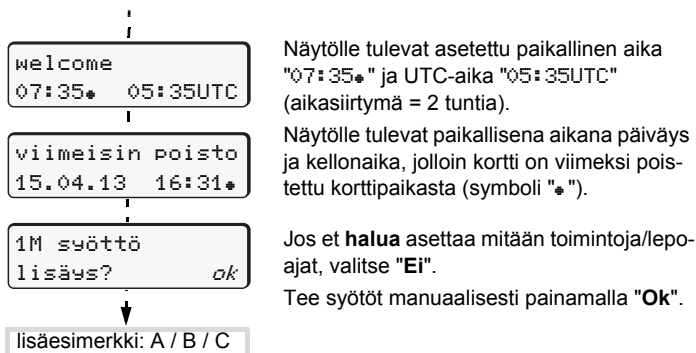 welcome
07:35• 05:35UTC
Näytölle tulevat asetettu paikallinen aika
"07:35•" ja UTC-aika "05:35UTC"
(aikasiirtymä = 2 tuntia).
viimeisin poisto
15.04.13 16:31•
Näytölle tulevat paikallisena aikana päiväys
ja kellonaika, jolloin kortti on viimeksi pois-
tettu korttipaikasta (symboli "•").
1M syöttö
lisäys? ok
Jos et halua asettaa mitään toimintoja/lepo-
ajat, valitse "Ei".
Tee syötöt manuaalisesti painamalla "Ok".
lisäesimerkki: A / B / C